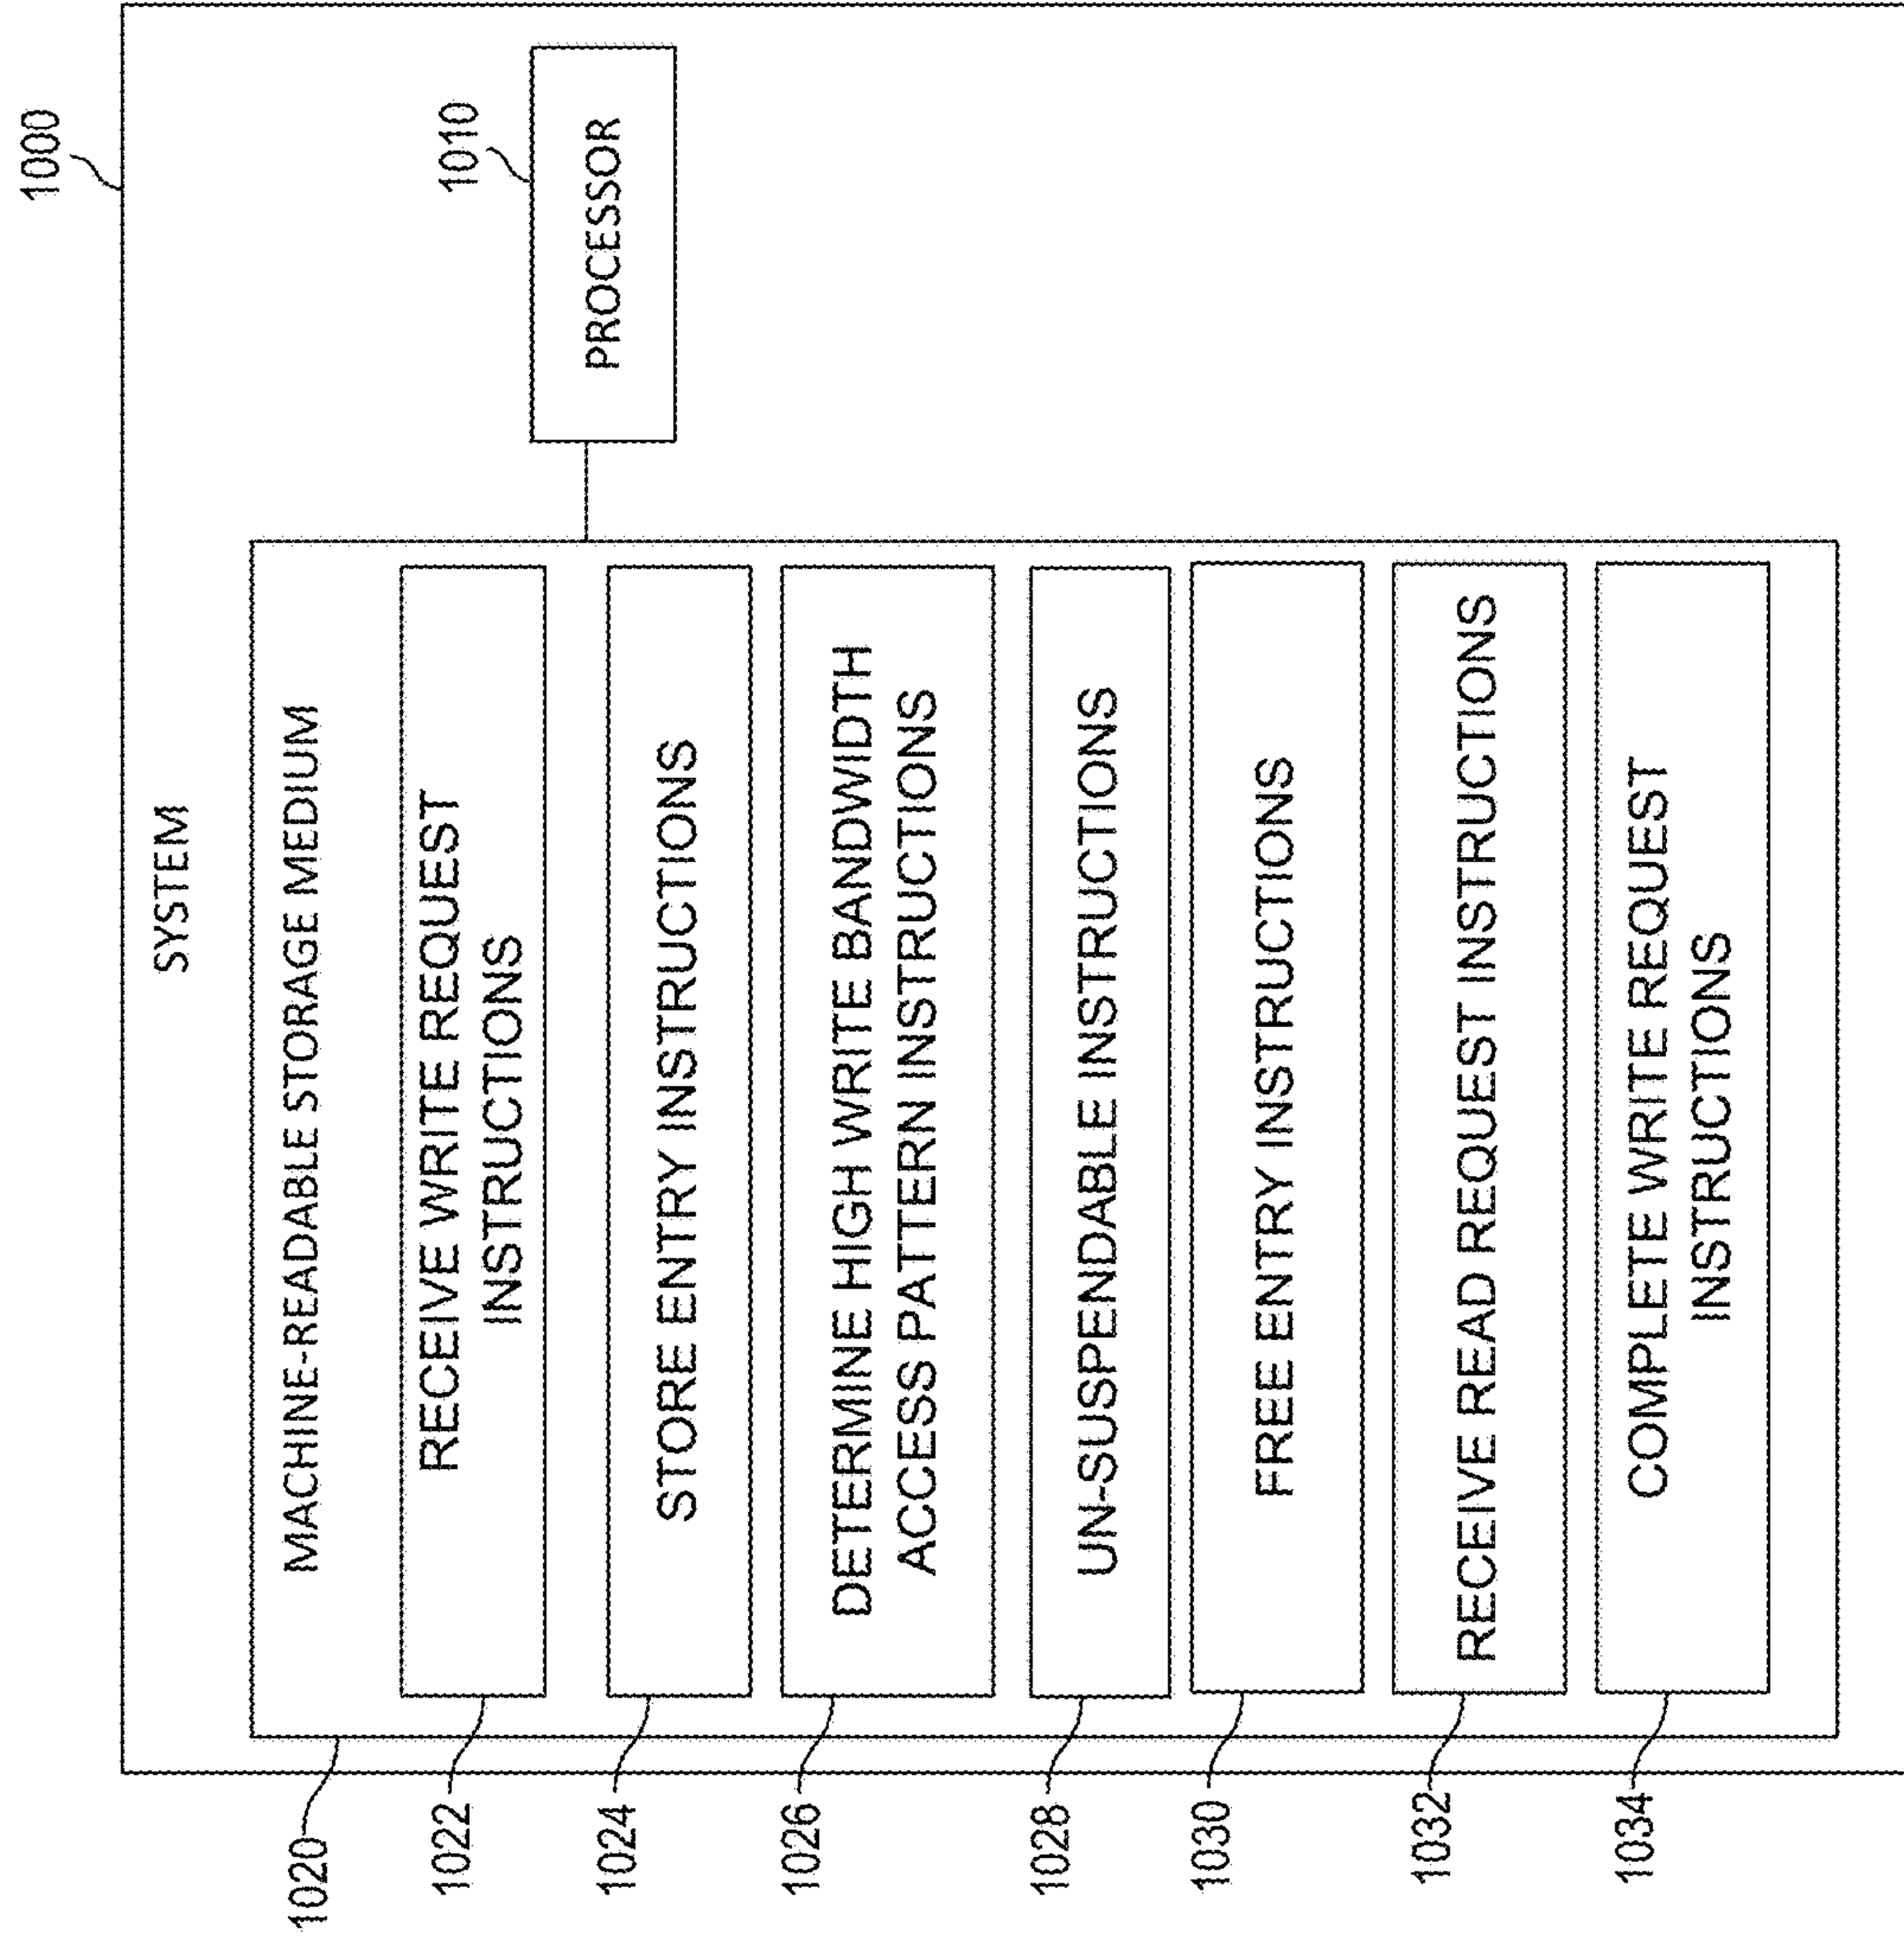 1000
SYSTEM
1010
PROCESSOR
1020
MACHINE-READABLE STORAGE MEDIUM
1022
RECEIVE WRITE REQUEST
INSTRUCTIONS
1024
STORE ENTRY INSTRUCTIONS
1026
DETERMINE HIGH WRITE BANDWIDTH
ACCESS PATTERN INSTRUCTIONS
1028
UN-SUSPENDABLE INSTRUCTIONS
1030
FREE ENTRY INSTRUCTIONS
1032
RECEIVE READ REQUEST INSTRUCTIONS
1034
COMPLETE WRITE REQUEST
INSTRUCTIONS